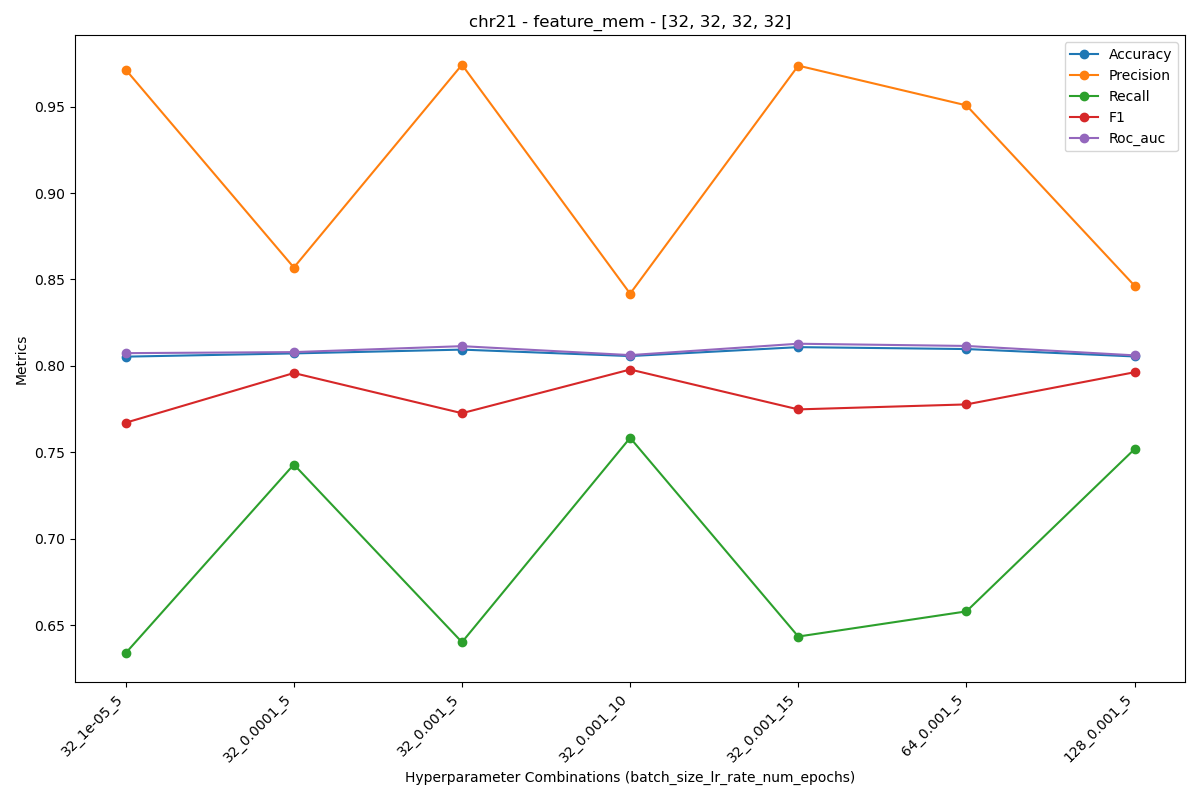 chr21 - feature_mem - [32, 32, 32, 32]
Accuracy
Precision
Recall
F1
Roc_auc
0.95
0.90
0.85
0.80
0.75
0.70
0.65
Metrics
32_1e-05_5
32_0.0001_5
32_0.001_5
32_0.001_10
32_0.001_15
64_0.001_5
128_0.001_5
Hyperparameter Combinations (batch_size_lr_rate_num_epochs)